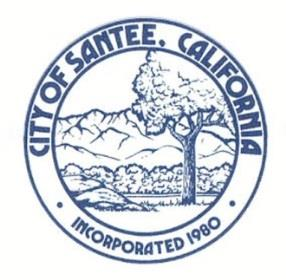 CITY OF SANTEE, CALIFORNIA
• INCORPORATED 1980 •